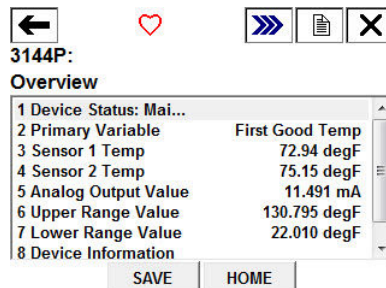 3144P:
Overview
1 Device Status: Mai...
2 Primary Variable First Good Temp
3 Sensor 1 Temp 72.94 degF
4 Sensor 2 Temp 75.15 degF
5 Analog Output Value 11.491 mA
6 Upper Range Value 130.795 degF
7 Lower Range Value 22.010 degF
8 Device Information
SAVE HOME